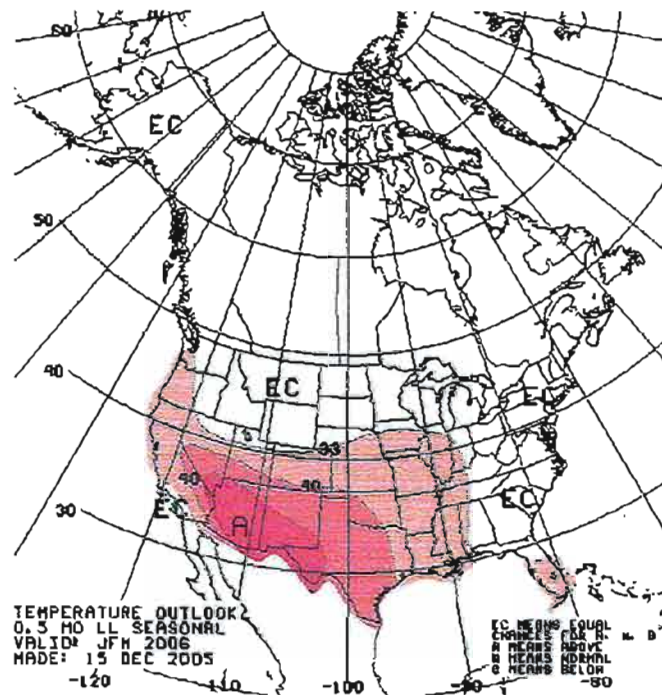 60
EC
50
40
EC
EC
33
40
40
EC
EC
30
A
TEMPERATURE OUTLOOK
0.5 MO LL SEASONAL
VALID: JFM 2006
MADE: 15 DEC 2005
EC MEANS EQUAL
CHANCES FOR A, N, B
A MEANS ABOVE
N MEANS NORMAL
B MEANS BELOW
-120
-110
-100
-90
-80